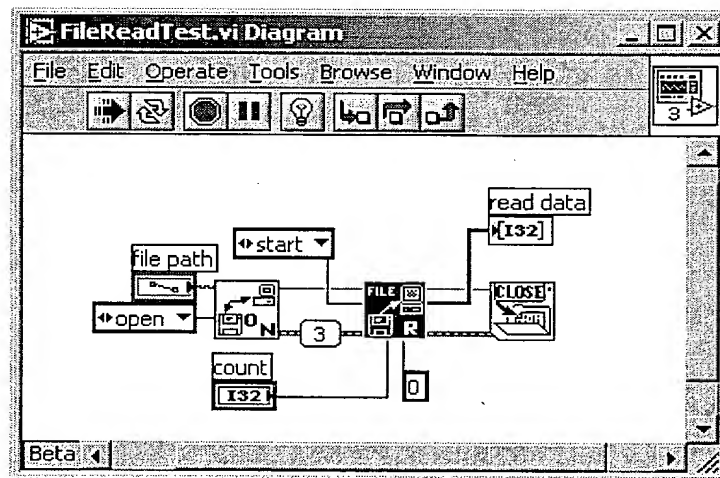 FileReadTest.vi Diagram
File Edit Operate Tools Browse Window Help
3
read data
[I32]
start
file path
FILE
CLOSE
open
O
N
3
R
count
0
I32
Beta